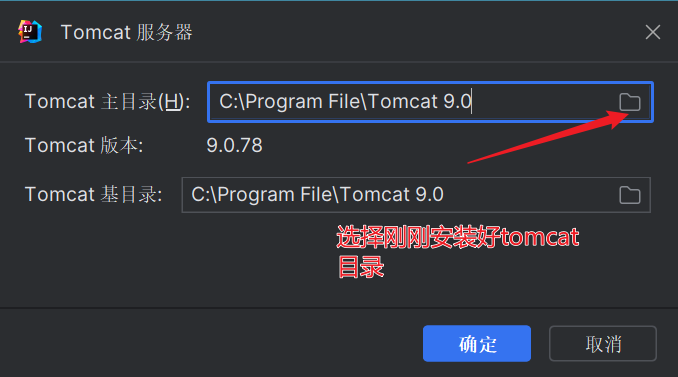 IJ
Tomcat 服务器
Tomcat 主目录(H): C:\Program File\Tomcat 9.0
Tomcat 版本: 9.0.78
Tomcat 基目录: C:\Program File\Tomcat 9.0
选择刚刚安装好tomcat
目录
确定 取消